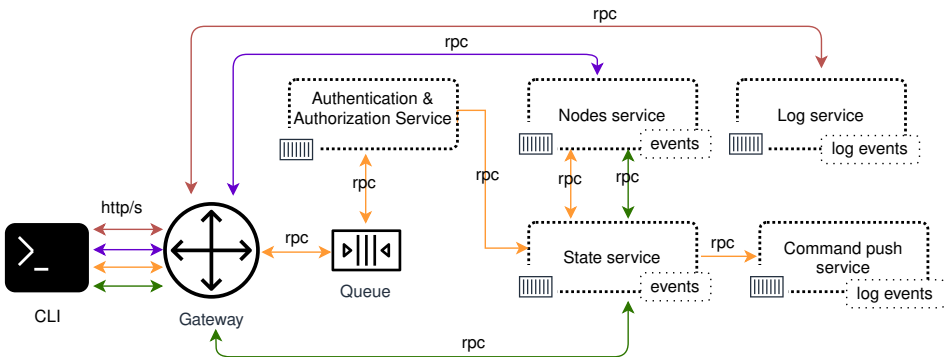 rpc
rpc
Authentication &
Authorization Service
Nodes service
events
Log service
log events
rpc
rpc
rpc
rpc
http/s
rpc
rpc
CLI
Gateway
Queue
State service
events
Command push
service
log events
rpc